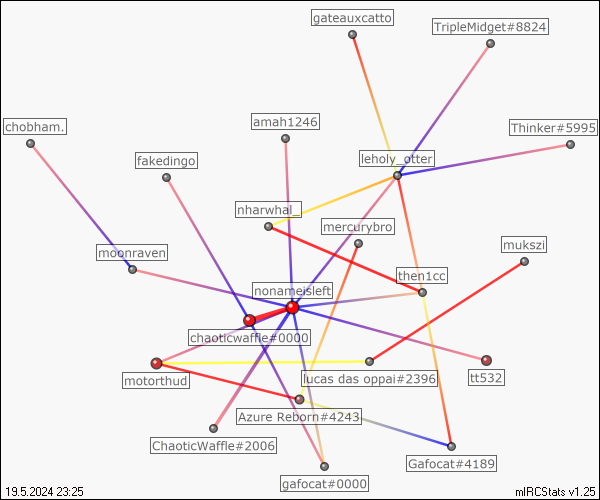 gateauxcatto
TripleMidget#8824
amah1246
chobham.
Thinker#5995
fakedingo
leholy_otter
nharwhal_
mercurybro
mukszi
moonraven
then1cc
nonameisleft
chaoticwaffle#0000
motorthud
lucas das oppai#2396
tt532
Azure Reborn#4243
ChaoticWaffle#2006
Gafocat#4189
gafocat#0000
19.5.2024 23:25
mIRCStats v1.25